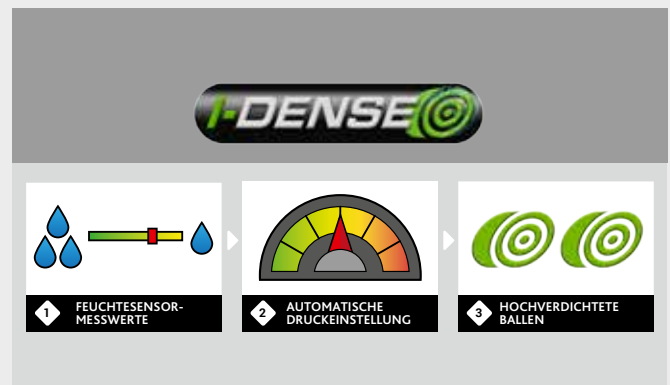 i-DENSE
1
FEUCHTESENSOR-
MESSWERTE
2
AUTOMATISCHE
DRUCKEINSTELLUNG
3
HOCHVERDICHTETE
BALLEN